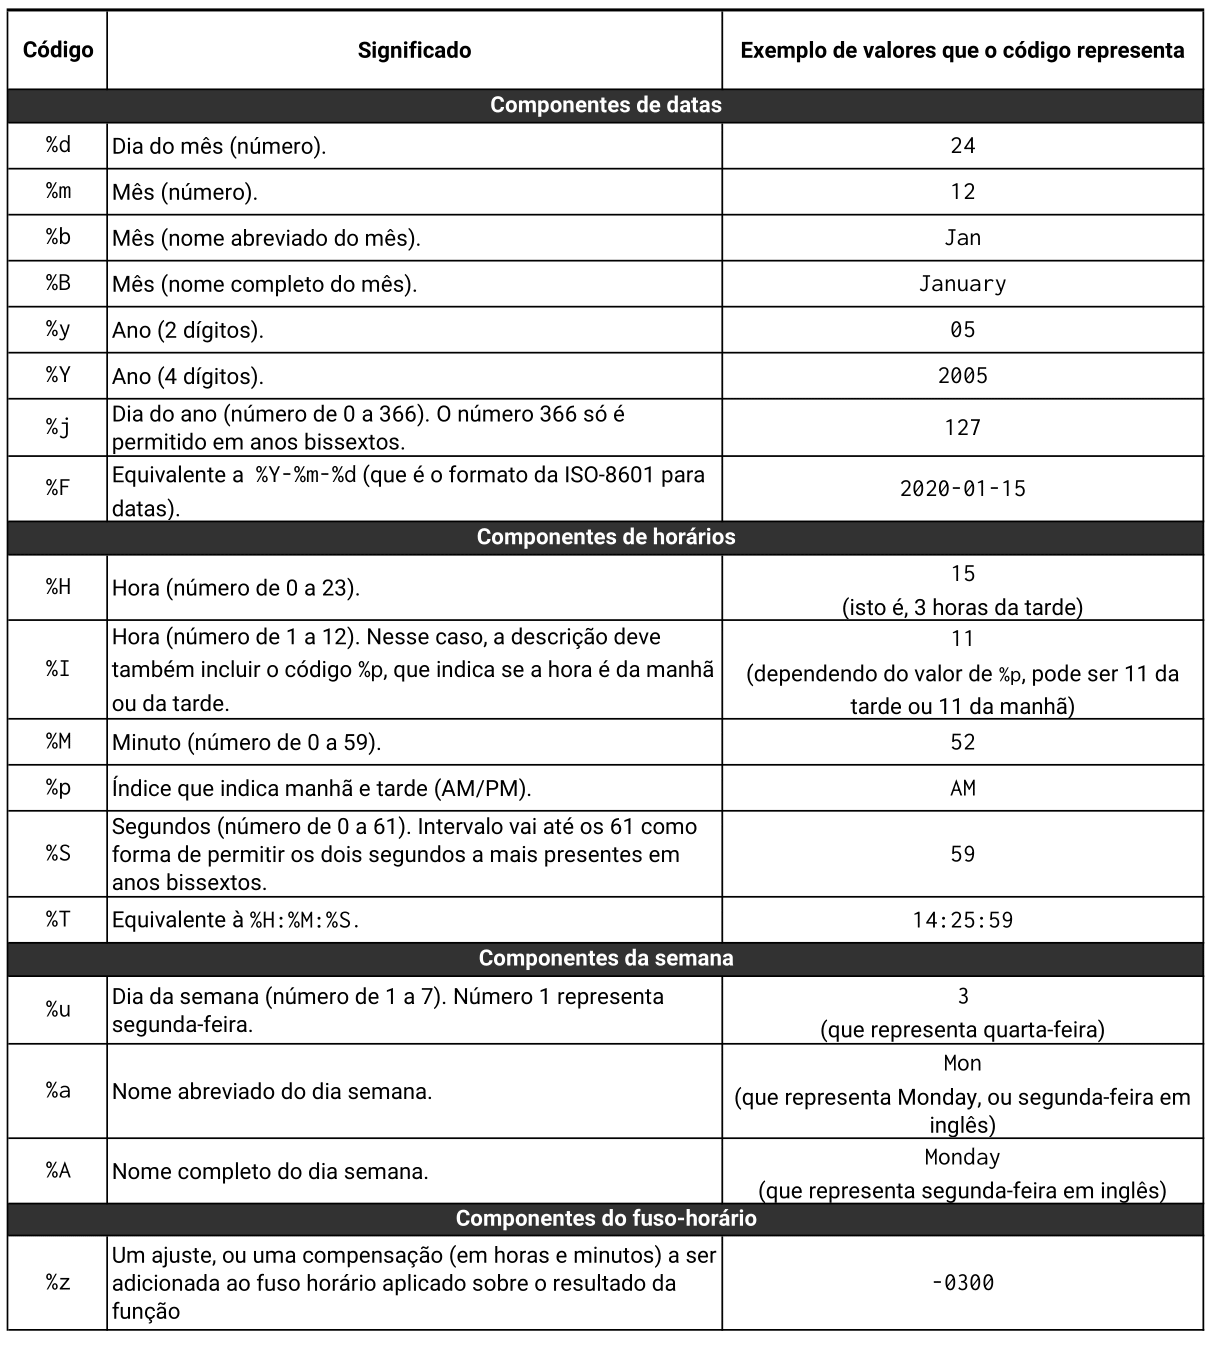 Código Significado Exemplo de valores que o código representa
Componentes de datas
%d Dia do mês (número). 24
%m Mês (número). 12
%b Mês (nome abreviado do mês). Jan
%B Mês (nome completo do mês). January
%y Ano (2 dígitos). 05
%Y Ano (4 dígitos). 2005
%j Dia do ano (número de 0 a 366). O número 366 só é
permitido em anos bissextos. 127
%F Equivalente a %Y-%m-%d (que é o formato da ISO-8601 para
datas). 2020-01-15
Componentes de horários
%H Hora (número de 0 a 23). 15
(isto é, 3 horas da tarde)
%I Hora (número de 1 a 12). Nesse caso, a descrição deve
também incluir o código %p, que indica se a hora é da manhã
ou da tarde.
11
(dependendo do valor de %p, pode ser 11 da
tarde ou 11 da manhã)
%M Minuto (número de 0 a 59). 52
%p Índice que indica manhã e tarde (AM/PM). AM
%S Segundos (número de 0 a 61). Intervalo vai até os 61 como
forma de permitir os dois segundos a mais presentes em
anos bissextos. 59
%T Equivalente à %H:%M:%S. 14:25:59
Componentes da semana
%u Dia da semana (número de 1 a 7). Número 1 representa
segunda-feira.
3
(que representa quarta-feira)
%a Nome abreviado do dia semana.
Mon
(que representa Monday, ou segunda-feira em
inglês)
%A Nome completo do dia semana.
Monday
(que representa segunda-feira em inglês)
Componentes do fuso-horário
%z Um ajuste, ou uma compensação (em horas e minutos) a ser
adicionada ao fuso horário aplicado sobre o resultado da
função
-0300